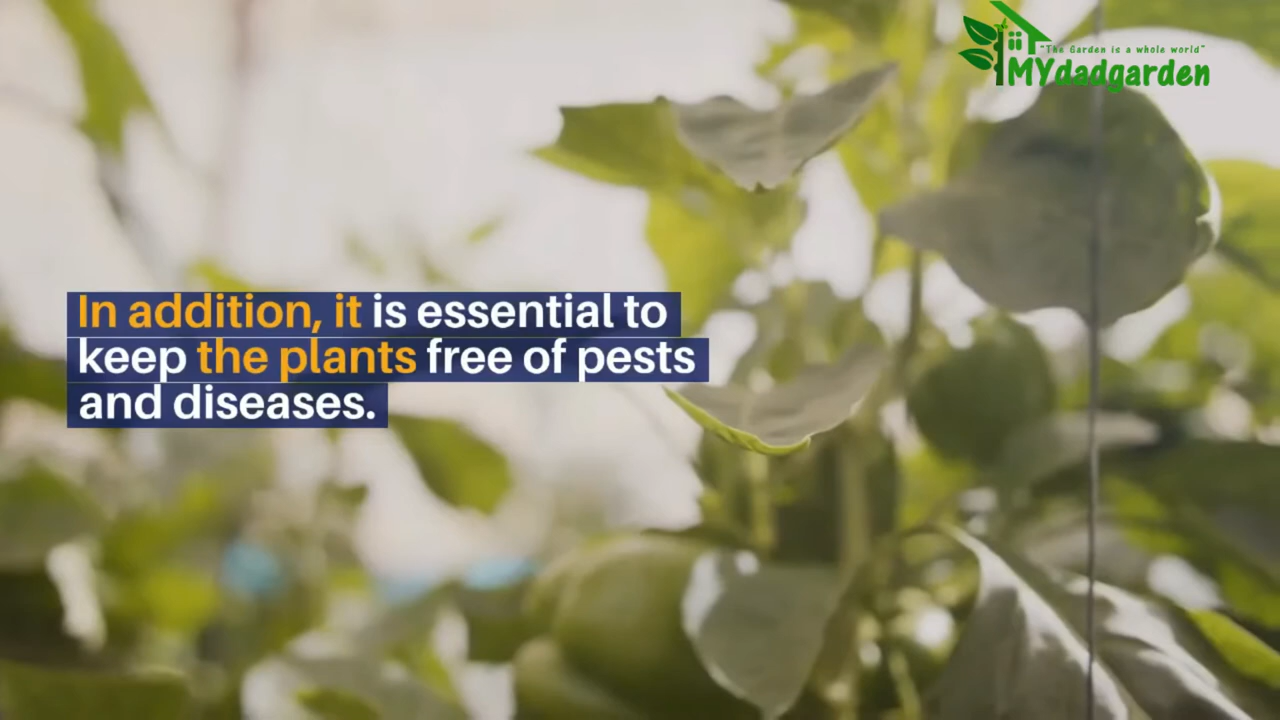 "The Garden is a whole world"
MYdadgarden
In addition, it is essential to
keep the plants free of pests
and diseases.